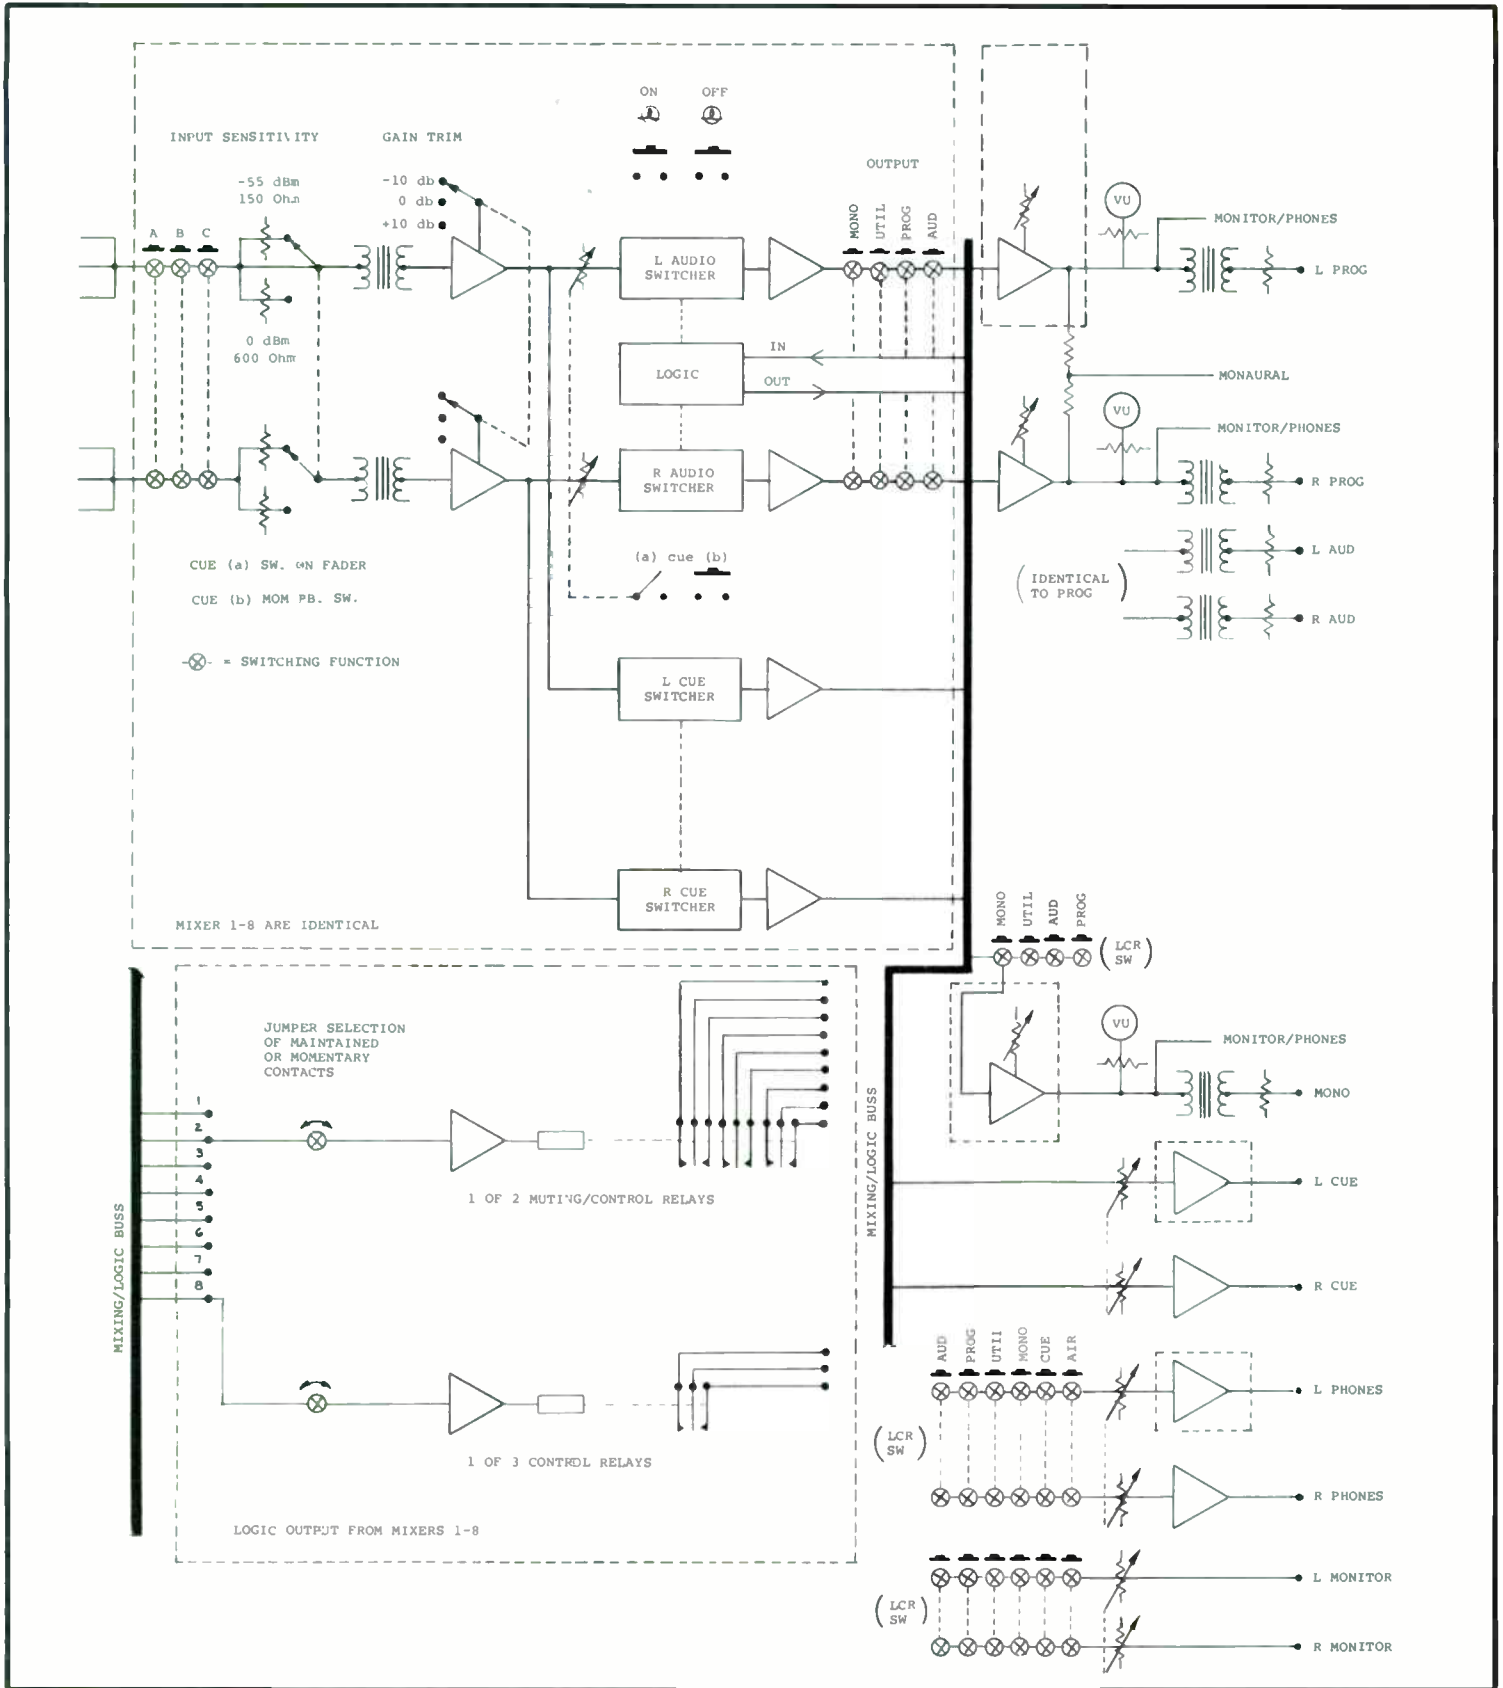 ON OFF
INPUT SENSITIVITY GAIN TRIM
OUTPUT
-55 dBm
150 Ohm
-10 db
0 db
+10 db
A B C
MONO UTIL PROG AUD
VU
MONITOR/PHONES
L AUDIO
SWITCHER
L PROG
0 dBm
600 Ohm
IN
LOGIC
OUT
MONAURAL
VU
MONITOR/PHONES
R AUDIO
SWITCHER
R PROG
L AUD
(a) cue (b)
CUE (a) SW. ON FADER
CUE (b) MOM PB. SW.
(IDENTICAL
TO PROG)
R AUD
= SWITCHING FUNCTION
L CUE
SWITCHER
R CUE
SWITCHER
MIXER 1-8 ARE IDENTICAL
MONO UTIL AUD PROG
(LCR
SW)
JUMPER SELECTION
OF MAINTAINED
OR MOMENTARY
CONTACTS
VU
MONITOR/PHONES
MONO
1
2
3
4
5
6
7
8
1 OF 2 MUTING/CONTROL RELAYS
MIXING/LOGIC BUSS
MIXING/LOGIC BUSS
L CUE
R CUE
AUD PROG UTIL MONO CUE AIR
L PHONES
(LCR
SW)
1 OF 3 CONTROL RELAYS
R PHONES
LOGIC OUTPUT FROM MIXERS 1-8
L MONITOR
(LCR
SW)
R MONITOR